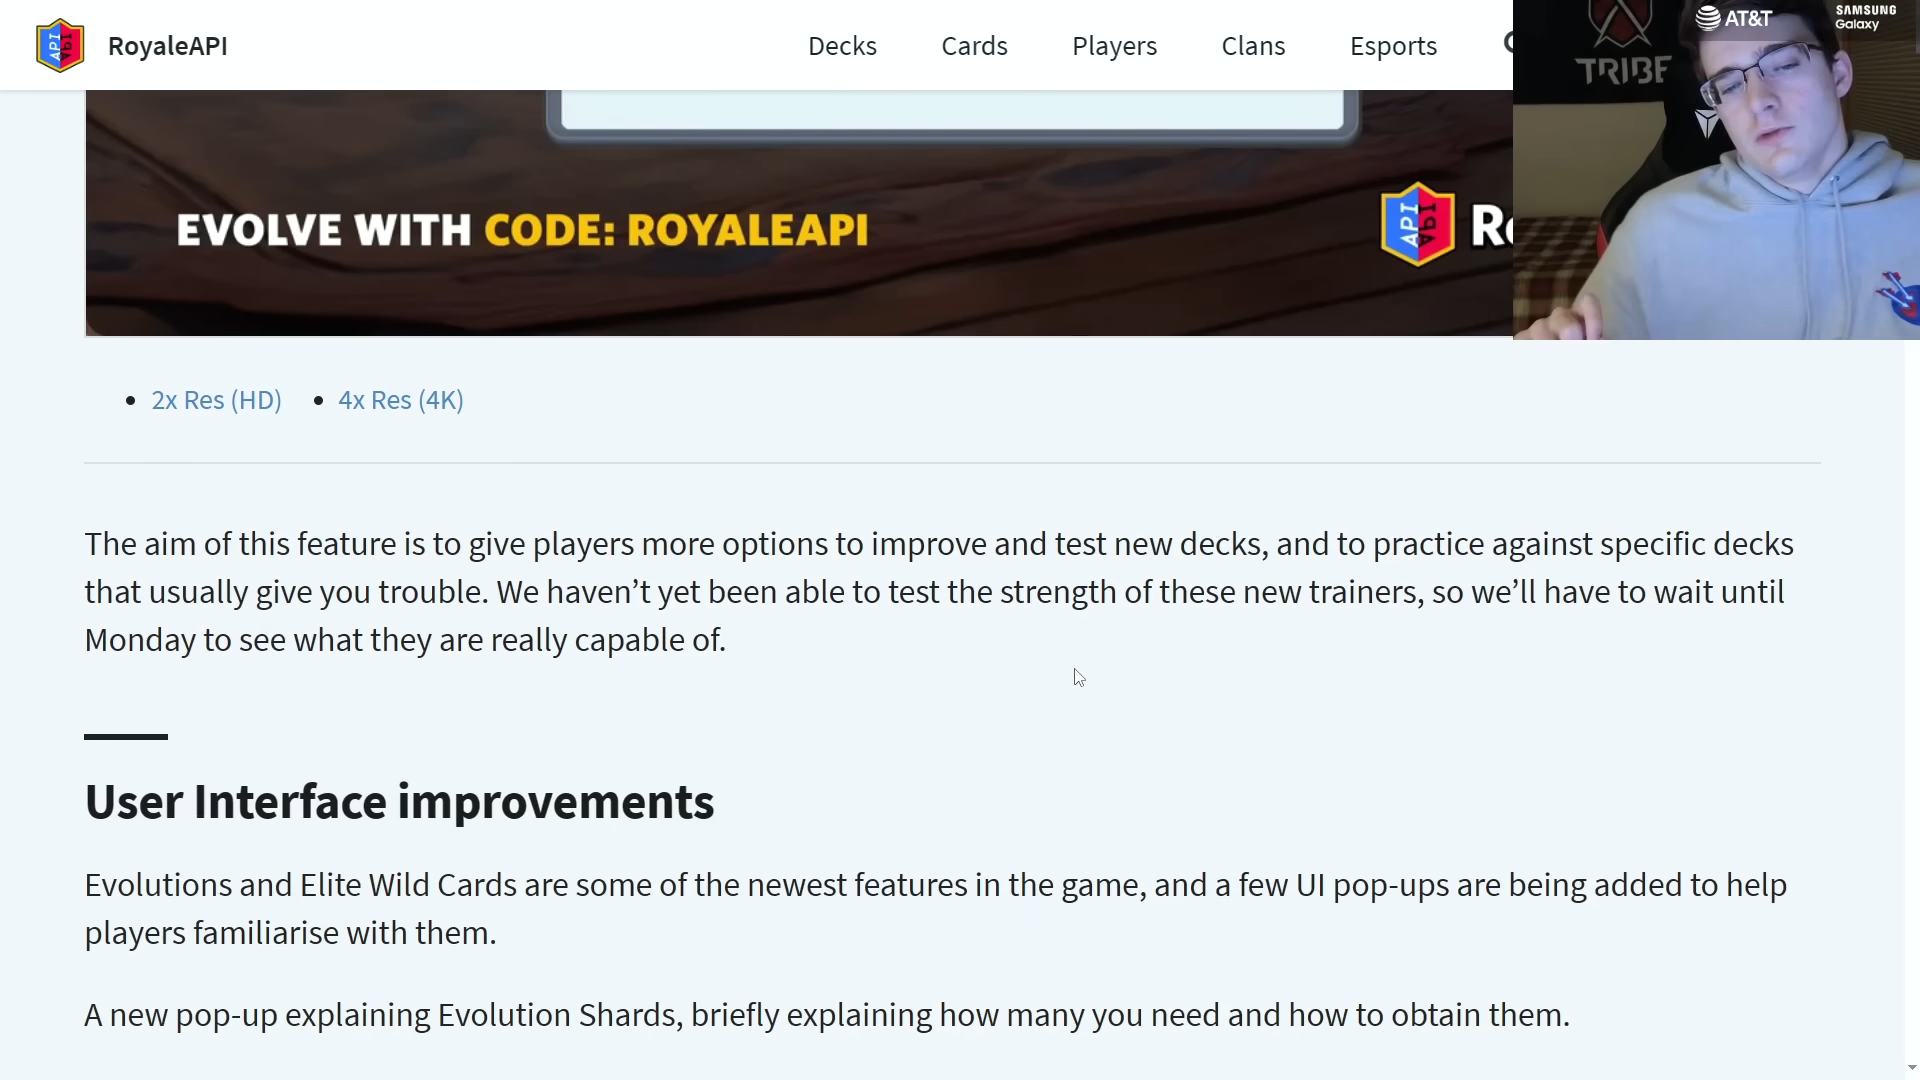 RoyaleAPI
Decks
Cards
Players
Clans
Esports
TRIBE
AT&T
SAMSUNG
Galaxy
EVOLVE WITH CODE: ROYALEAPI
API
2x Res (HD)
4x Res (4K)
The aim of this feature is to give players more options to improve and test new decks, and to practice against specific decks
that usually give you trouble. We haven’t yet been able to test the strength of these new trainers, so we’ll have to wait until
Monday to see what they are really capable of.
User Interface improvements
Evolutions and Elite Wild Cards are some of the newest features in the game, and a few UI pop-ups are being added to help
players familiarise with them.
A new pop-up explaining Evolution Shards, briefly explaining how many you need and how to obtain them.